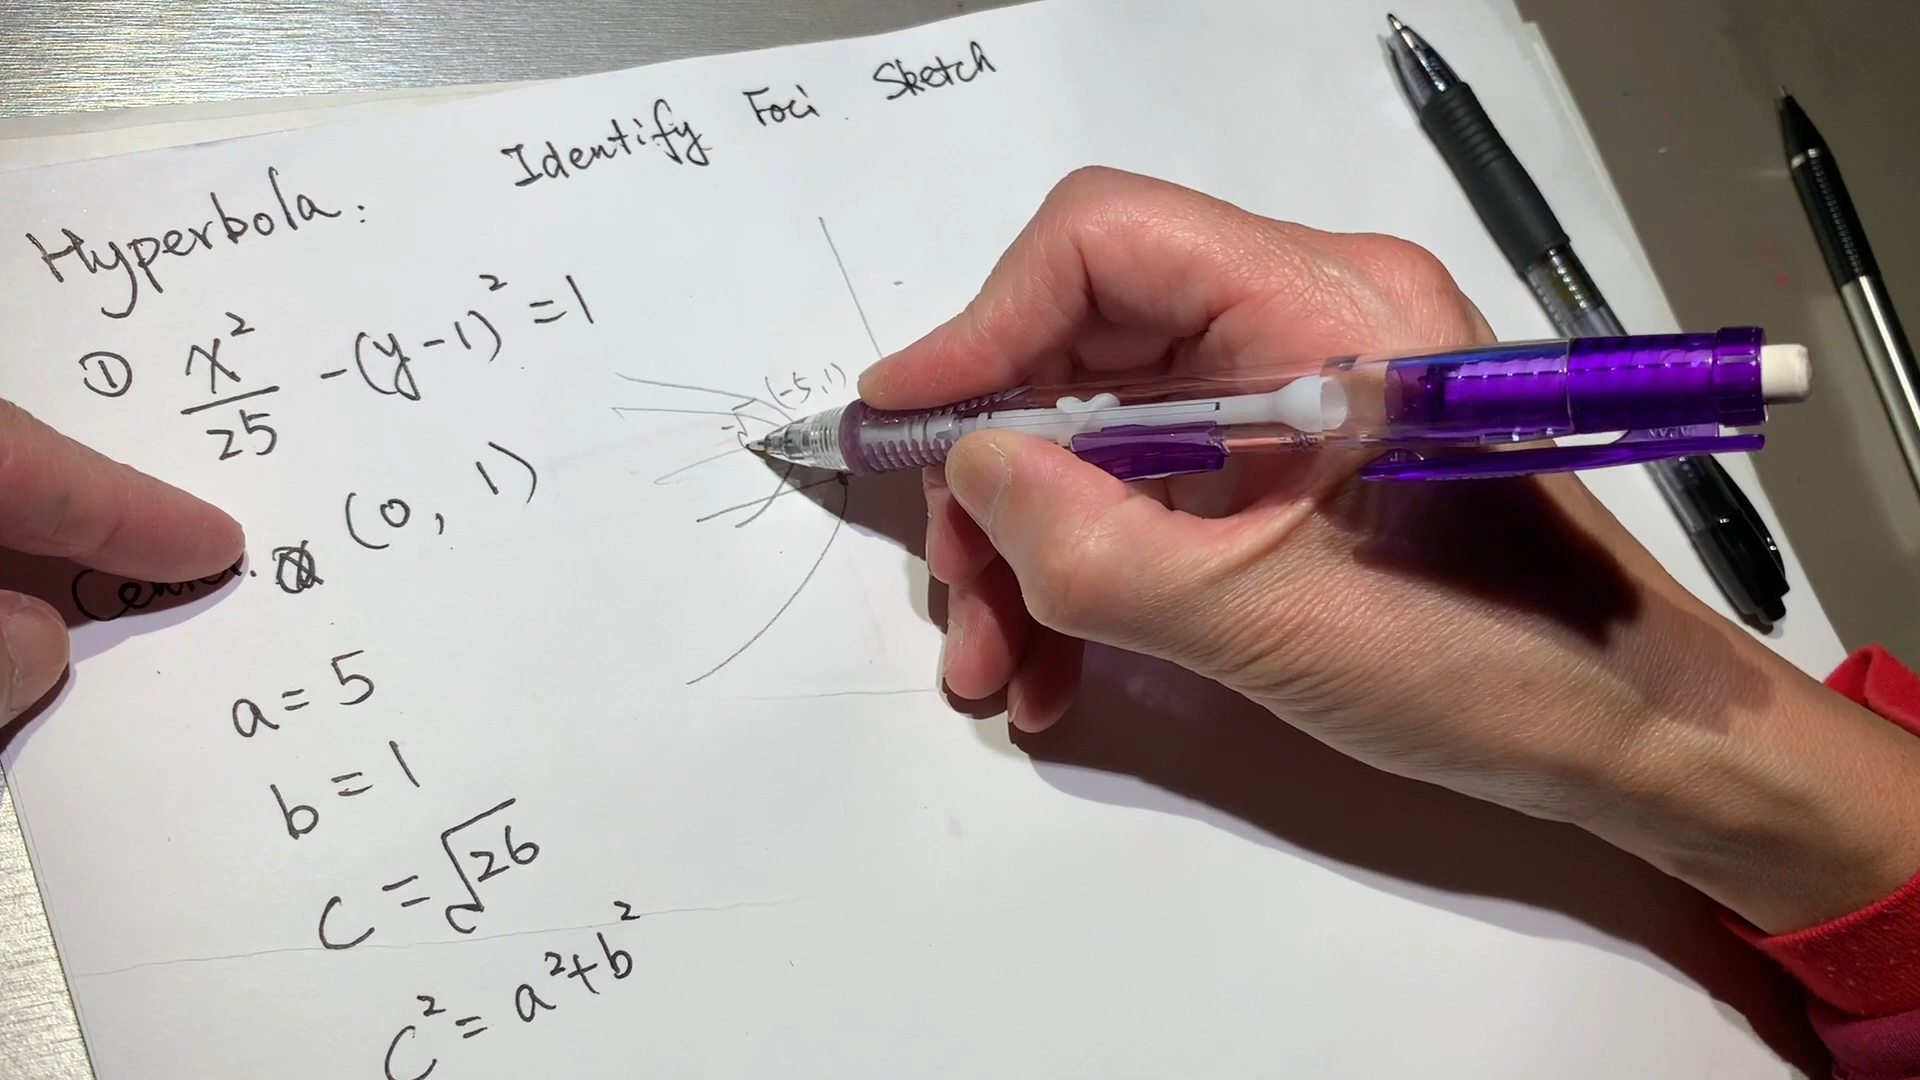 Identify Foci Sketch
Hyperbola:
① x²/25 - (y-1)² = 1
(-5,1)
(0, 1)
a = 5
b = 1
c = √26
c² = a² + b²
JAPAN